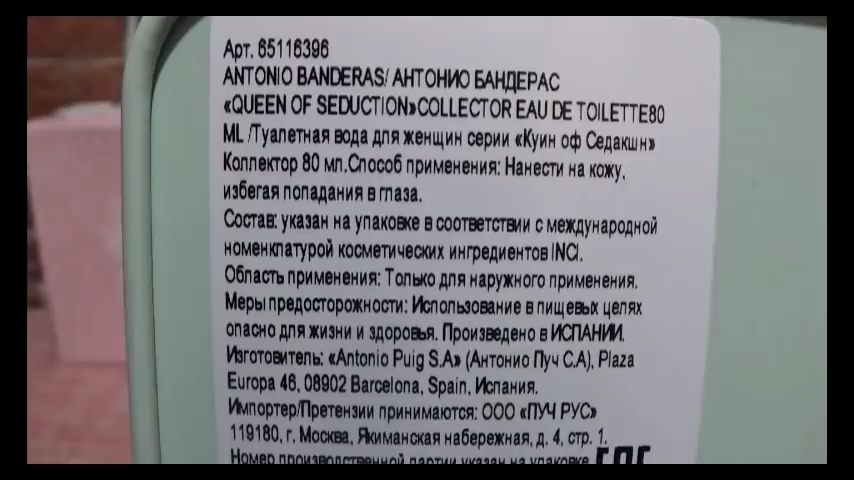 Арт. 65116396
ANTONIO BANDERAS/ АНТОНИО БАНДЕРАС
«QUEEN OF SEDUCTION»COLLECTOR EAU DE TOILETTE80
ML /Туалетная вода для женщин серии «Куин оф Седакшн»
Коллектор 80 мл.Способ применения: Нанести на кожу,
избегая попадания в глаза.
Состав: указан на упаковке в соответствии с международной
номенклатурой косметических ингредиентов INCI.
Область применения: Только для наружного применения.
Меры предосторожности: Использование в пищевых целях
опасно для жизни и здоровья. Произведено в ИСПАНИИ.
Изготовитель: «Antonio Puig S.A» (Антонио Пуч С.А), Plaza
Europa 46, 08902 Barcelona, Spain, Испания.
Импортер/Претензии принимаются: ООО «ПУЧ РУС»
119180, г. Москва, Якиманская набережная, д. 4, стр. 1.
Номер производственной партии указан на упаковке